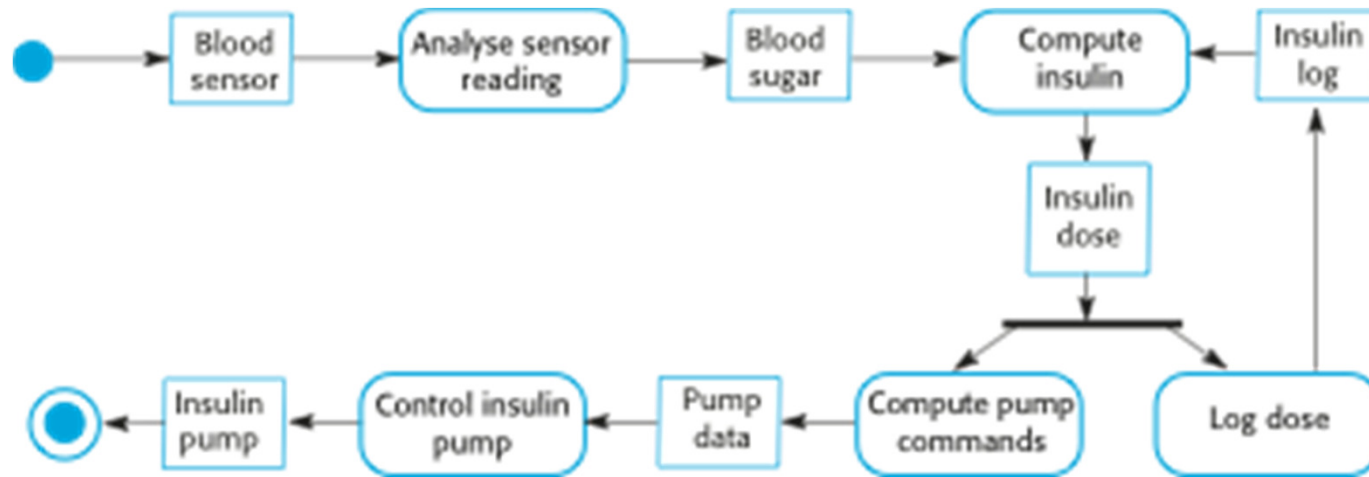 Blood
sensor
Analyse sensor
reading
Blood
sugar
Compute
insulin
Insulin
log
Insulin
dose
Insulin
pump
Control insulin
pump
Pump
data
Compute pump
commands
Log dose